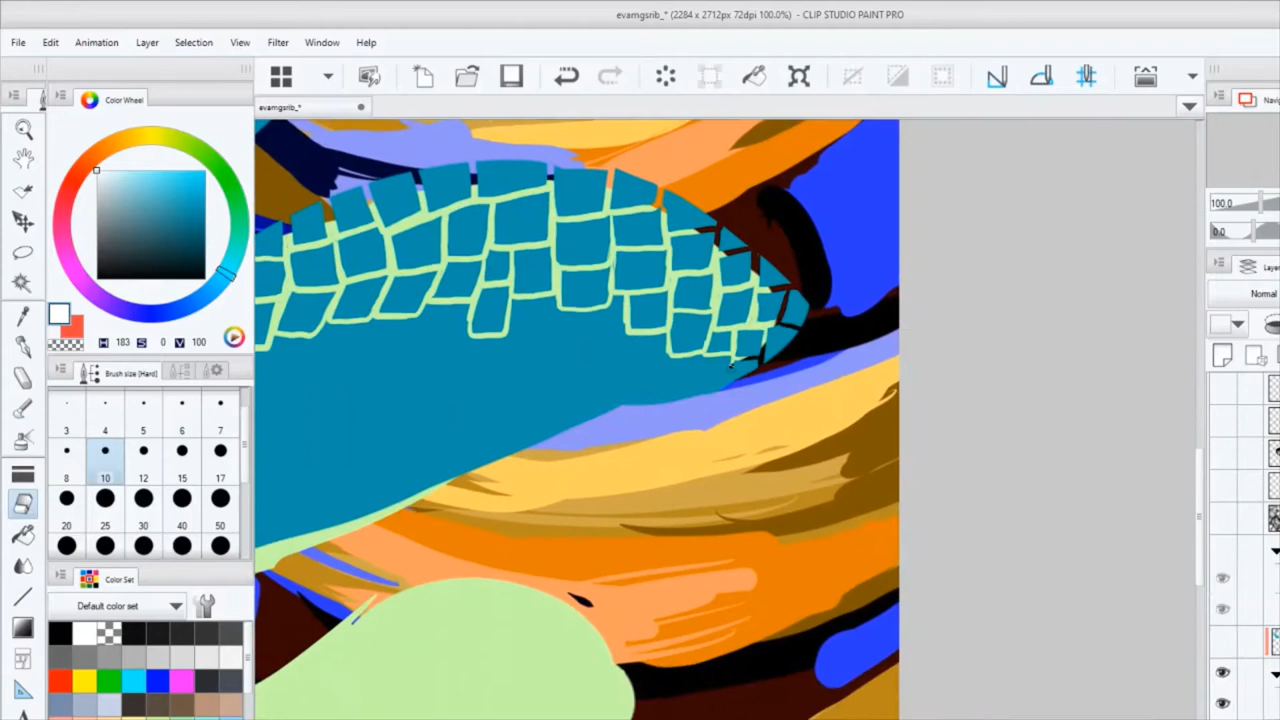 evamgsrib_* (2284 x 2712px 72dpi 100.0%) - CLIP STUDIO PAINT PRO
File Edit Animation Layer Selection View Filter Window Help
evamgsrib_*
Color Wheel
Navig
H 183 S 0 V 100
100.0
0.0
Brush size [Hard]
Layer
3 4 5 6 7
Normal
8 10 12 15 17
20 25 30 40 50
Color Set
Default color set